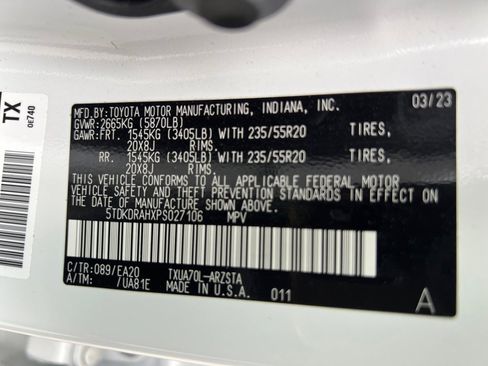 TX
OE740
MFD.BY:TOYOTA MOTOR MANUFACTURING, INDIANA, INC. 03/23
GVWR:2665KG (5870LB)
GAWR:FRT. 1545KG (3405LB) WITH 235/55R20 TIRES,
20X8J RIMS.
RR. 1545KG (3405LB) WITH 235/55R20 TIRES,
20X8J RIMS.
THIS VEHICLE CONFORMS TO ALL APPLICABLE FEDERAL MOTOR
VEHICLE SAFETY AND THEFT PREVENTION STANDARDS IN EFFECT ON
THE DATE OF MANUFACTURE SHOWN ABOVE.
5TDKDRAHXPS027106 MPV
C/TR:089/EA20 TXUA70L-ARZSTA
A/TM: /UA81E MADE IN U.S.A. 011
A